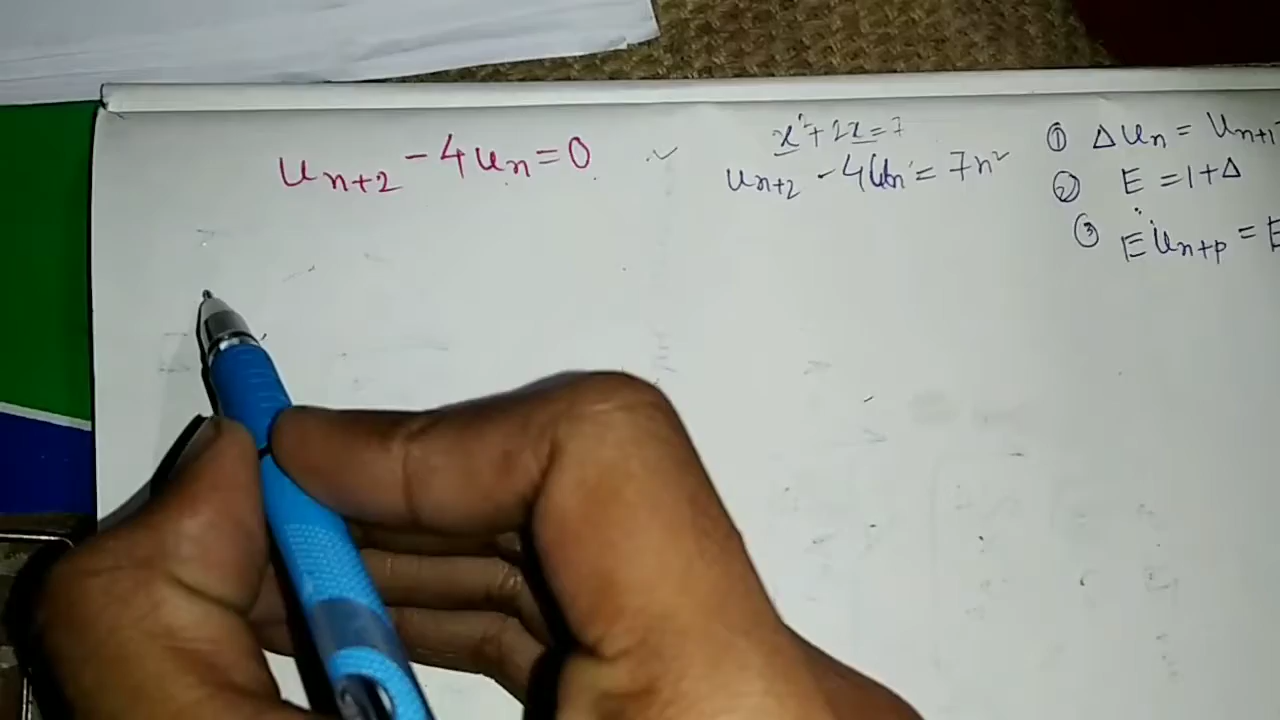 uₙ₊₂ - 4uₙ = 0
x² + 2x = 7
uₙ₊₂ - 4uₙ = 7n²
① Δuₙ = uₙ₊₁
② E = 1 + Δ
③ E uₙ₊ₚ = E